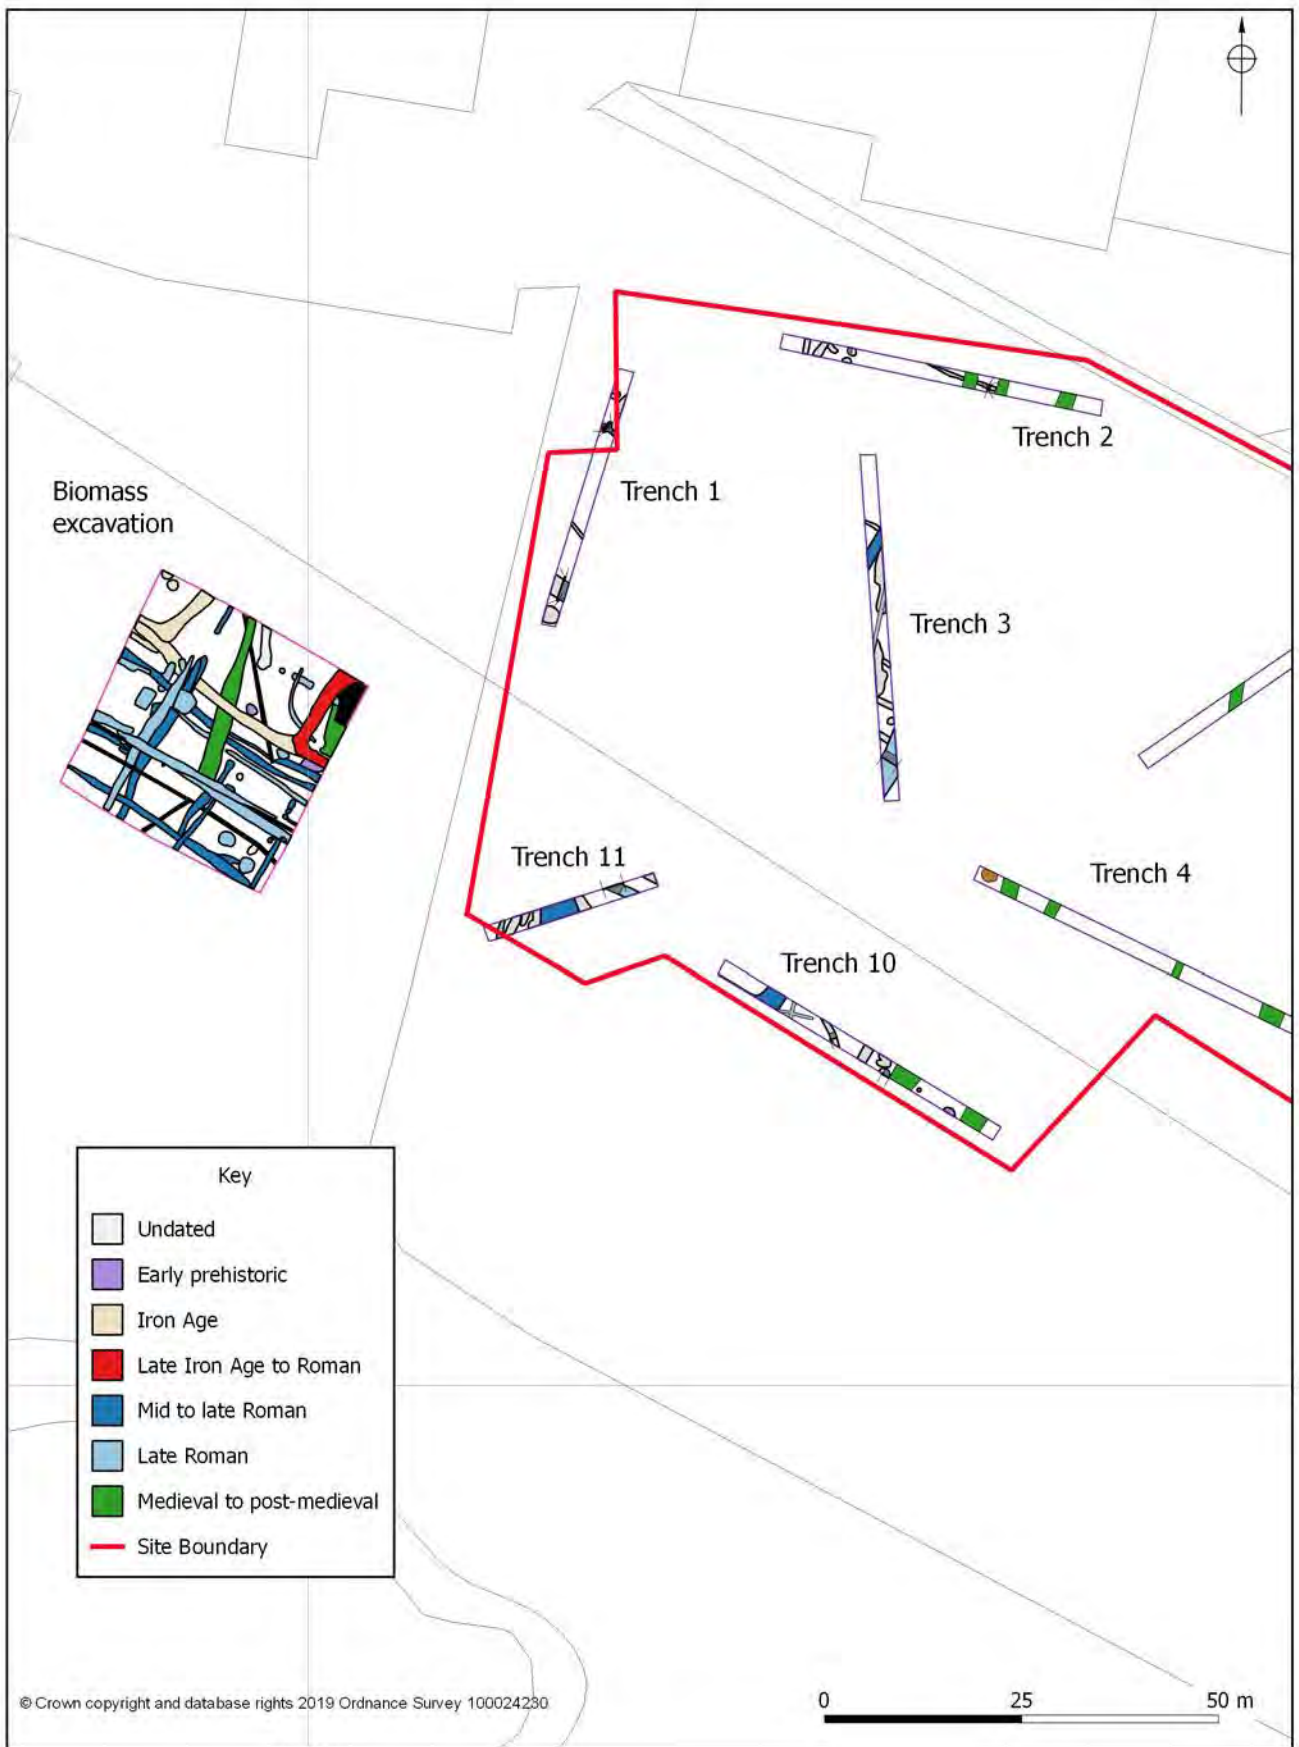 Trench 2
Biomass
excavation
Trench 1
Trench 3
Trench 11
Trench 4
Trench 10
Key
Undated
Early prehistoric
Iron Age
Late Iron Age to Roman
Mid to late Roman
Late Roman
Medieval to post-medieval
Site Boundary
© Crown copyright and database rights 2019 Ordnance Survey 100024230
0 25 50 m